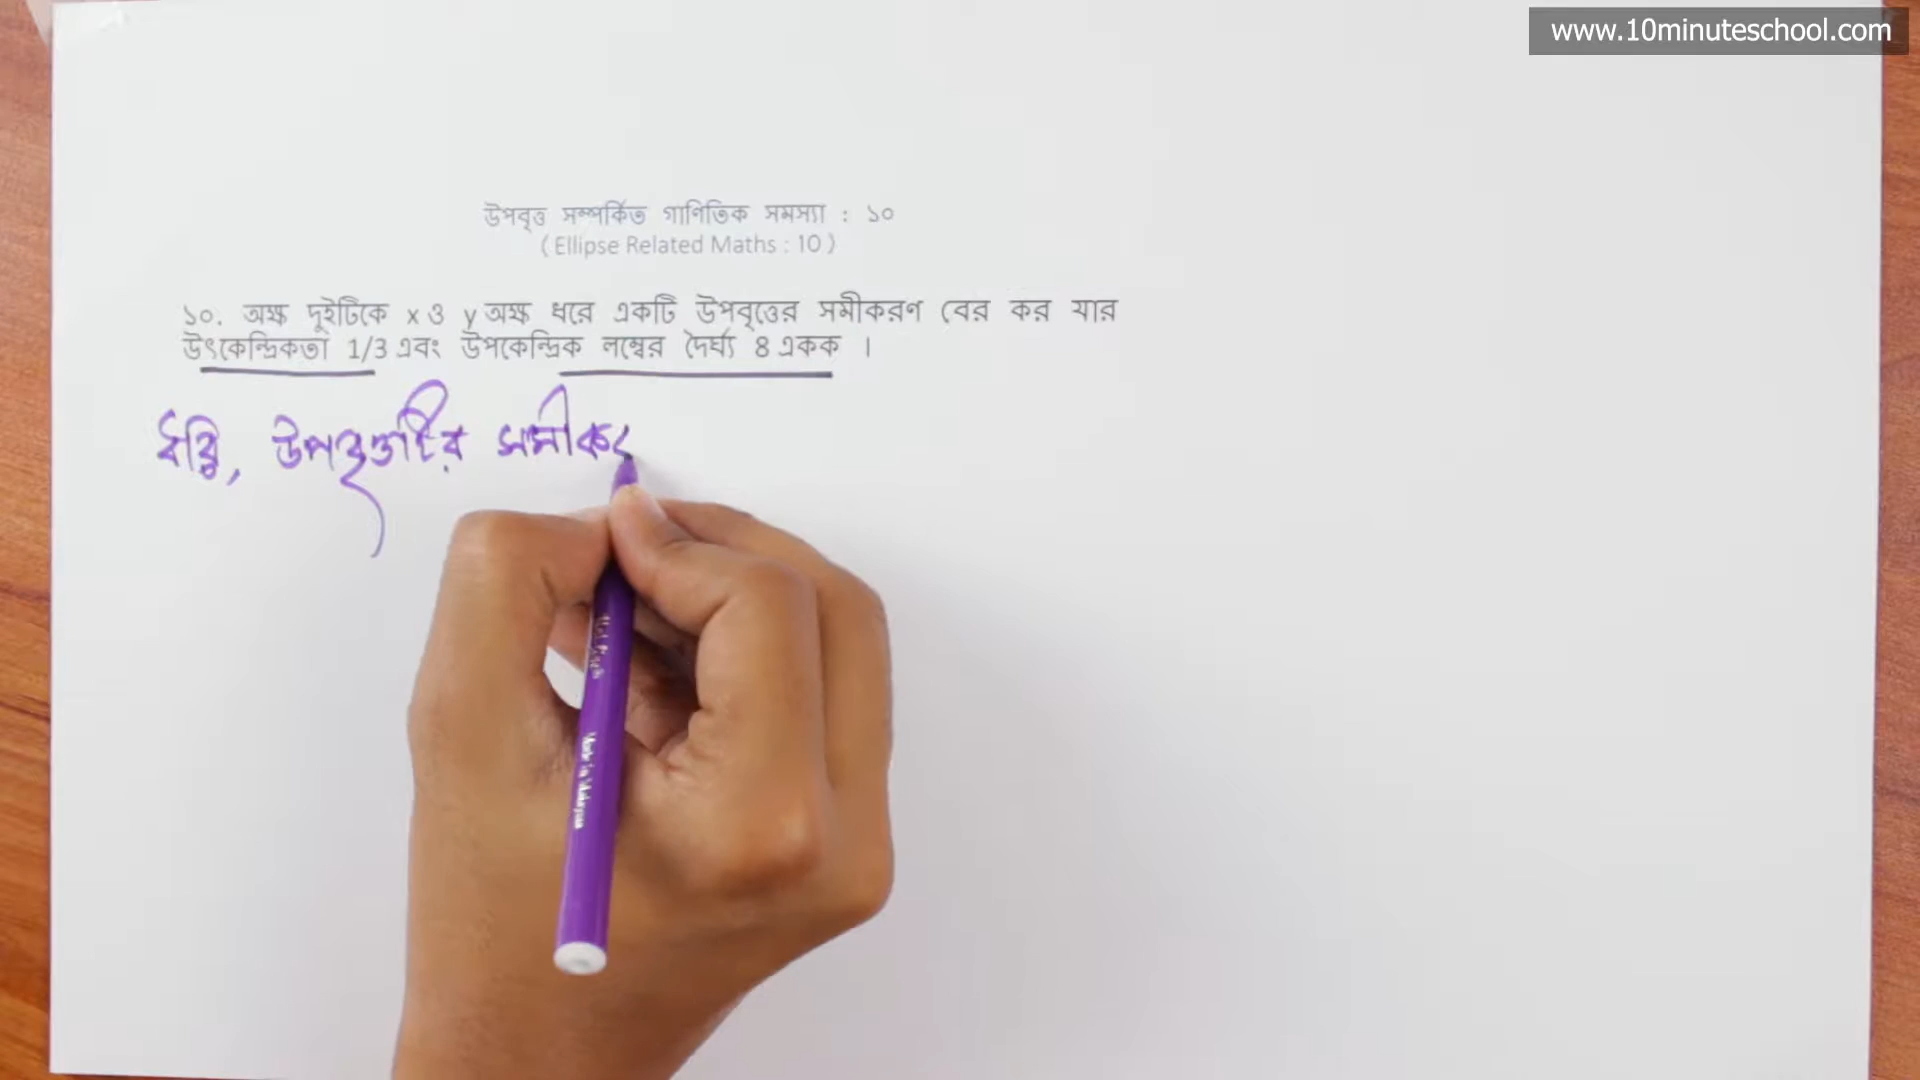 www.10minuteschool.com
উপবৃত্ত সম্পর্কিত গাণিতিক সমস্যা : ১০
( Ellipse Related Maths : 10 )
১০. অক্ষ দুইটিকে x ও y অক্ষ ধরে একটি উপবৃত্তের সমীকরণ বের কর যার
উৎকেন্দ্রিকতা 1/3 এবং উপকেন্দ্রিক লম্বের দৈর্ঘ্য 8 একক ।
ধরি, উপবৃত্তটির সমীক